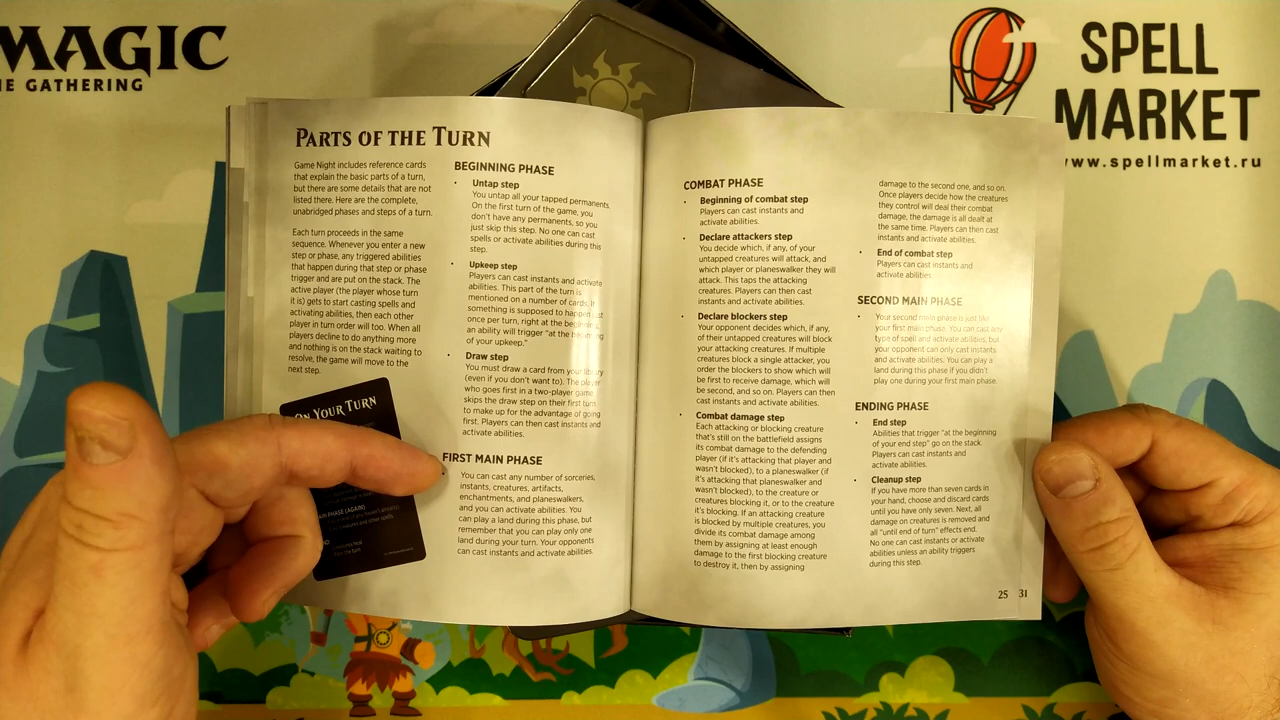 MAGIC
THE GATHERING
SPELL
MARKET
www.spellmarket.ru
PARTS OF THE TURN
Game Night includes reference cards
that explain the basic parts of a turn,
but there are some details that are not
listed there. Here are the complete,
unabridged phases and steps of a turn.
Each turn proceeds in the same
sequence. Whenever you enter a new
step or phase, any triggered abilities
that happen during that step or phase
trigger and are put on the stack. The
active player (the player whose turn
it is) gets to start casting spells and
activating abilities, then each other
player in turn order will too. When all
players decline to do anything more
and nothing is on the stack waiting to
resolve, the game will move to the
next step.
ON YOUR TURN
BEGINNING PHASE
• Untap step
You untap all your tapped permanents.
On the first turn of the game, you
don't have any permanents, so you
just skip this step. No one can cast
spells or activate abilities during this
step.
• Upkeep step
Players can cast instants and activate
abilities. This part of the turn is
mentioned on a number of cards. If
something is supposed to happen just
once per turn, right at the beginning,
an ability will trigger "at the beginning
of your upkeep."
• Draw step
You must draw a card from your library
(even if you don't want to). The player
who goes first in a two-player game
skips the draw step on their first turn
to make up for the advantage of going
first. Players can then cast instants and
activate abilities.
FIRST MAIN PHASE
• You can cast any number of sorceries,
instants, creatures, artifacts,
enchantments, and planeswalkers,
and you can activate abilities. You
can play a land during this phase, but
remember that you can play only one
land during your turn. Your opponents
can cast instants and activate abilities.
COMBAT PHASE
• Beginning of combat step
Players can cast instants and
activate abilities.
• Declare attackers step
You decide which, if any, of your
untapped creatures will attack, and
which player or planeswalker they will
attack. This taps the attacking
creatures. Players can then cast
instants and activate abilities.
• Declare blockers step
Your opponent decides which, if any,
of their untapped creatures will block
your attacking creatures. If multiple
creatures block a single attacker, you
order the blockers to show which will
be first to receive damage, which will
be second, and so on. Players can then
cast instants and activate abilities.
• Combat damage step
Each attacking or blocking creature
that's still on the battlefield assigns
its combat damage to the defending
player (if it's attacking that player and
wasn't blocked), to a planeswalker (if
it's attacking that planeswalker and
wasn't blocked), to the creature or
creatures blocking it, or to the creature
it's blocking. If an attacking creature
is blocked by multiple creatures, you
divide its combat damage among
them by assigning at least enough
damage to the first blocking creature
to destroy it, then by assigning
damage to the second one, and so on.
Once players decide how the creatures
they control will deal their combat
damage, the damage is all dealt at
the same time. Players can then cast
instants and activate abilities.
• End of combat step
Players can cast instants and
activate abilities.
SECOND MAIN PHASE
• Your second main phase is just like
your first main phase. You can cast any
type of spell and activate abilities, but
your opponent can only cast instants
and activate abilities. You can play a
land during this phase if you didn't
play one during your first main phase.
ENDING PHASE
• End step
Abilities that trigger "at the beginning
of your end step" go on the stack.
Players can cast instants and
activate abilities.
• Cleanup step
If you have more than seven cards in
your hand, choose and discard cards
until you have only seven. Next, all
damage on creatures is removed and
all "until end of turn" effects end.
No one can cast instants or activate
abilities unless an ability triggers
during this step.
25 31